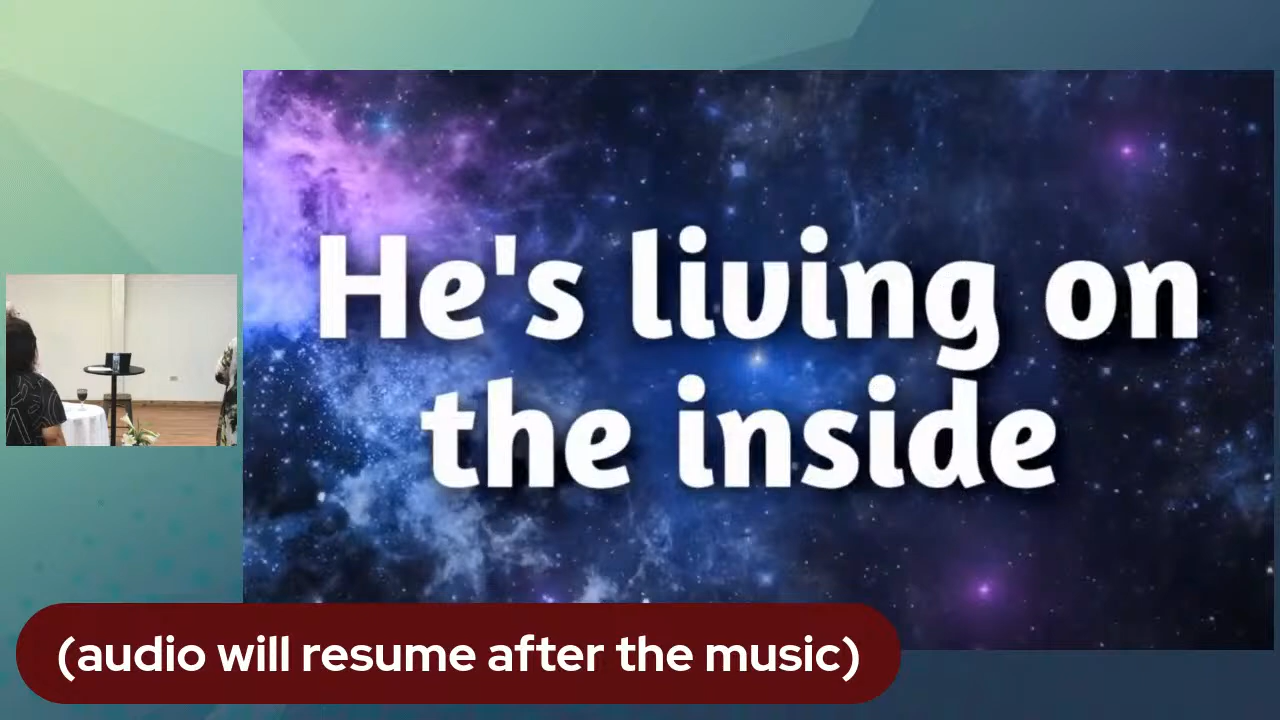 He's living on
the inside
(audio will resume after the music)